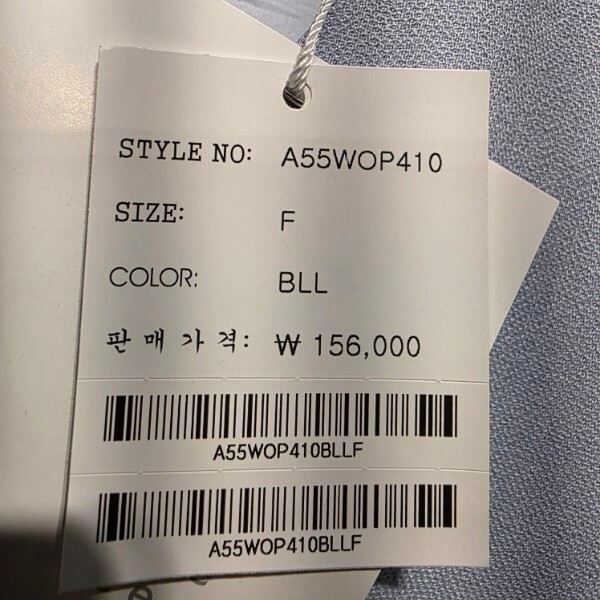 STYLE NO: A55WOP410
SIZE: F
COLOR: BLL
판매가격: ₩ 156,000
A55WOP410BLLF
A55WOP410BLLF